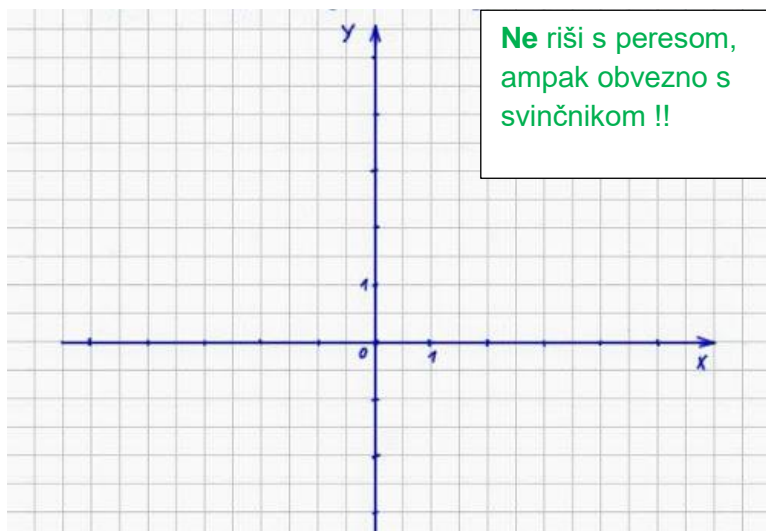 Y
Ne riši s peresom,
ampak obvezno s
svinčnikom !!
1
0
1
X